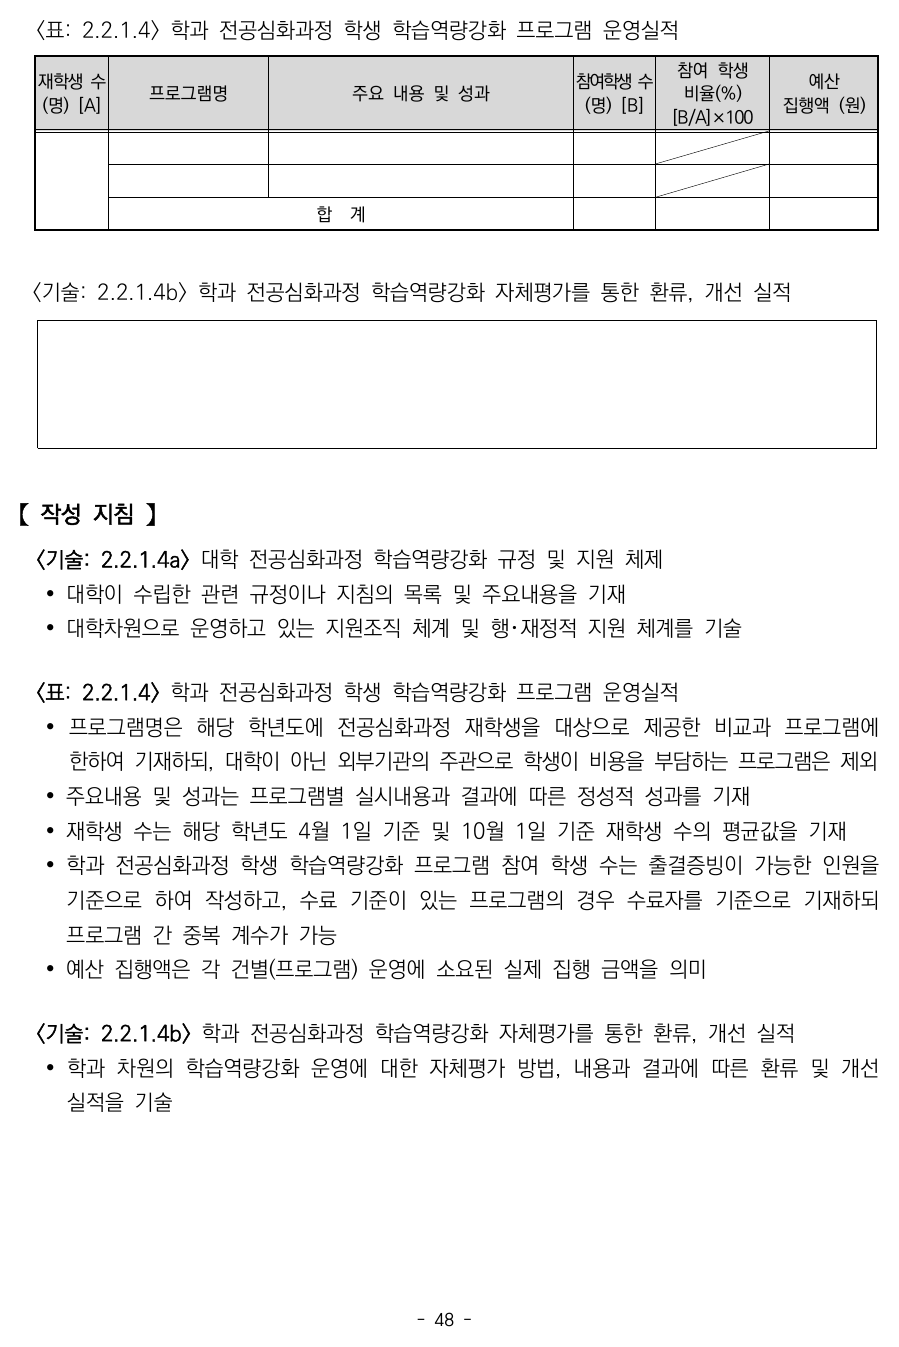 〈표: 2.2.1.4〉 학과 전공심화과정 학생 학습역량강화 프로그램 운영실적
재학생 수 (명) [A]
프로그램명
주요 내용 및 성과
참여학생 수 (명) [B]
참여 학생 비율(%) [B/A]×100
예산 집행액 (원)
합 계
〈기술: 2.2.1.4b〉 학과 전공심화과정 학습역량강화 자체평가를 통한 환류, 개선 실적
【 작성 지침 】
〈기술: 2.2.1.4a〉 대학 전공심화과정 학습역량강화 규정 및 지원 체제
• 대학이 수립한 관련 규정이나 지침의 목록 및 주요내용을 기재
• 대학차원으로 운영하고 있는 지원조직 체계 및 행·재정적 지원 체계를 기술
〈표: 2.2.1.4〉 학과 전공심화과정 학생 학습역량강화 프로그램 운영실적
• 프로그램명은 해당 학년도에 전공심화과정 재학생을 대상으로 제공한 비교과 프로그램에
한하여 기재하되, 대학이 아닌 외부기관의 주관으로 학생이 비용을 부담하는 프로그램은 제외
• 주요내용 및 성과는 프로그램별 실시내용과 결과에 따른 정성적 성과를 기재
• 재학생 수는 해당 학년도 4월 1일 기준 및 10월 1일 기준 재학생 수의 평균값을 기재
• 학과 전공심화과정 학생 학습역량강화 프로그램 참여 학생 수는 출결증빙이 가능한 인원을
기준으로 하여 작성하고, 수료 기준이 있는 프로그램의 경우 수료자를 기준으로 기재하되
프로그램 간 중복 계수가 가능
• 예산 집행액은 각 건별(프로그램) 운영에 소요된 실제 집행 금액을 의미
〈기술: 2.2.1.4b〉 학과 전공심화과정 학습역량강화 자체평가를 통한 환류, 개선 실적
• 학과 차원의 학습역량강화 운영에 대한 자체평가 방법, 내용과 결과에 따른 환류 및 개선
실적을 기술
- 48 -